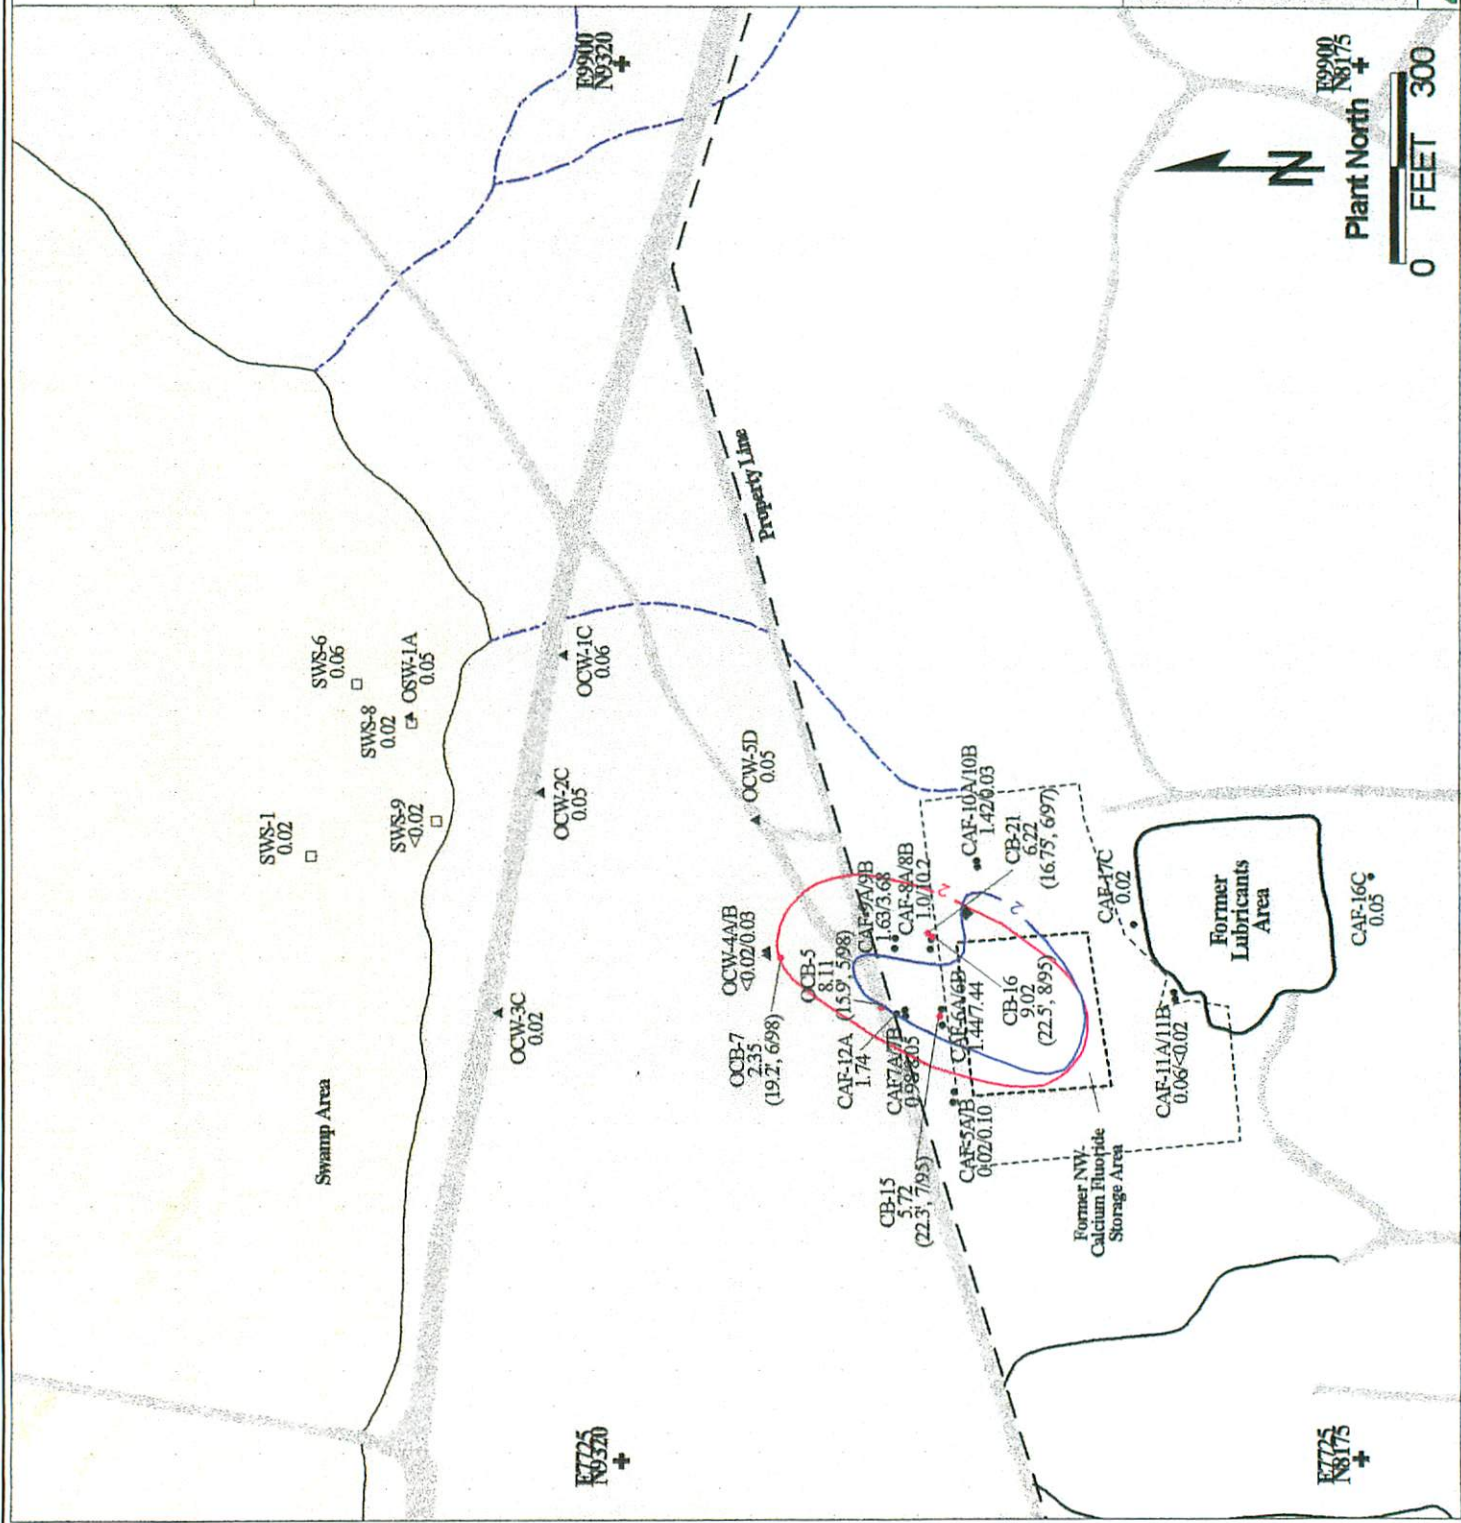 E9900
N9320
E9900
N8175
Plant North
N
0 FEET 300
Property Line
SWS-6
0.06
OSW-1A
0.05
SWS-8
0.02
SWS-1
0.02
SWS-9
<0.02
OCW-1C
0.06
OCW-2C
0.05
OCW-3C
0.02
OCW-5D
0.05
Swamp Area
OCW-4A/B
<0.02/0.03
OCB-7
2.35
(19.2', 6/98)
OCB-5
8.11
(15.9', 5/98)
CAF-9A/9B
1.63/3.68
CAF-8A/8B
1.0/10.2
CAF-10A/10B
1.42/0.03
CB-21
6.22
(16.75', 6/97)
CAF-12A
1.74
CAF7A/7B
CAF-6A/6B
1.44/7.44
CB-16
9.02
(22.5', 8/95)
CAF-5A/B
0.02/0.10
CB-15
5.72
(22.3', 7/95)
2
2
CAF-17C
0.02
CAF-11A/11B
0.06/<0.02
CAF-16C
0.05
Former
Lubricants
Area
Former NW-
Calcium Fluoride
Storage Area
E7725
N9320
E7725
N8175